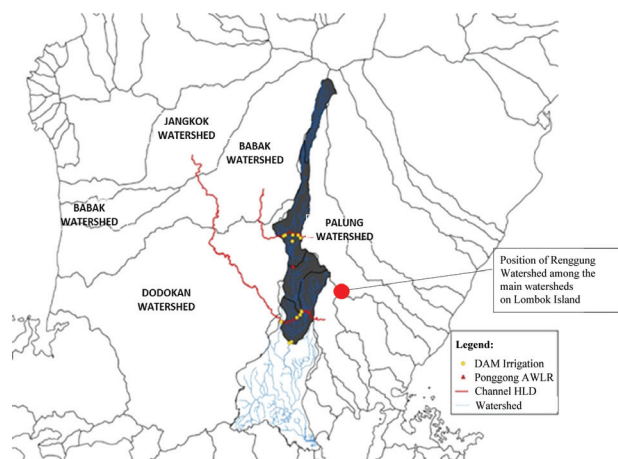 JANGKOK
WATERSHED
BABAK
WATERSHED
BABAK
WATERSHED
PALUNG
WATERSHED
DODOKAN
WATERSHED
Position of Renggung
Watershed among the
main watersheds
on Lombok Island
Legend:
DAM Irrigation
Ponggong AWLR
Channel HLD
Watershed